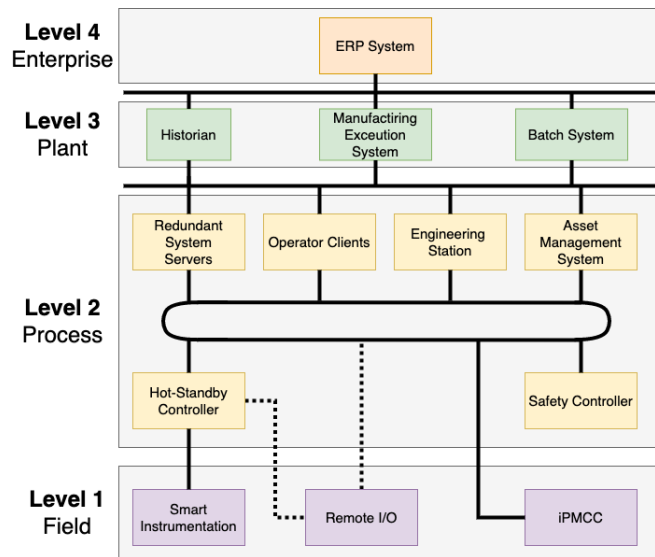 Level 4
Enterprise
ERP System
Level 3
Plant
Historian
Manufactiring
Exceution
System
Batch System
Level 2
Process
Redundant
System
Servers
Operator Clients
Engineering
Station
Asset
Management
System
Hot-Standby
Controller
Safety Controller
Level 1
Field
Smart
Instrumentation
Remote I/O
iPMCC